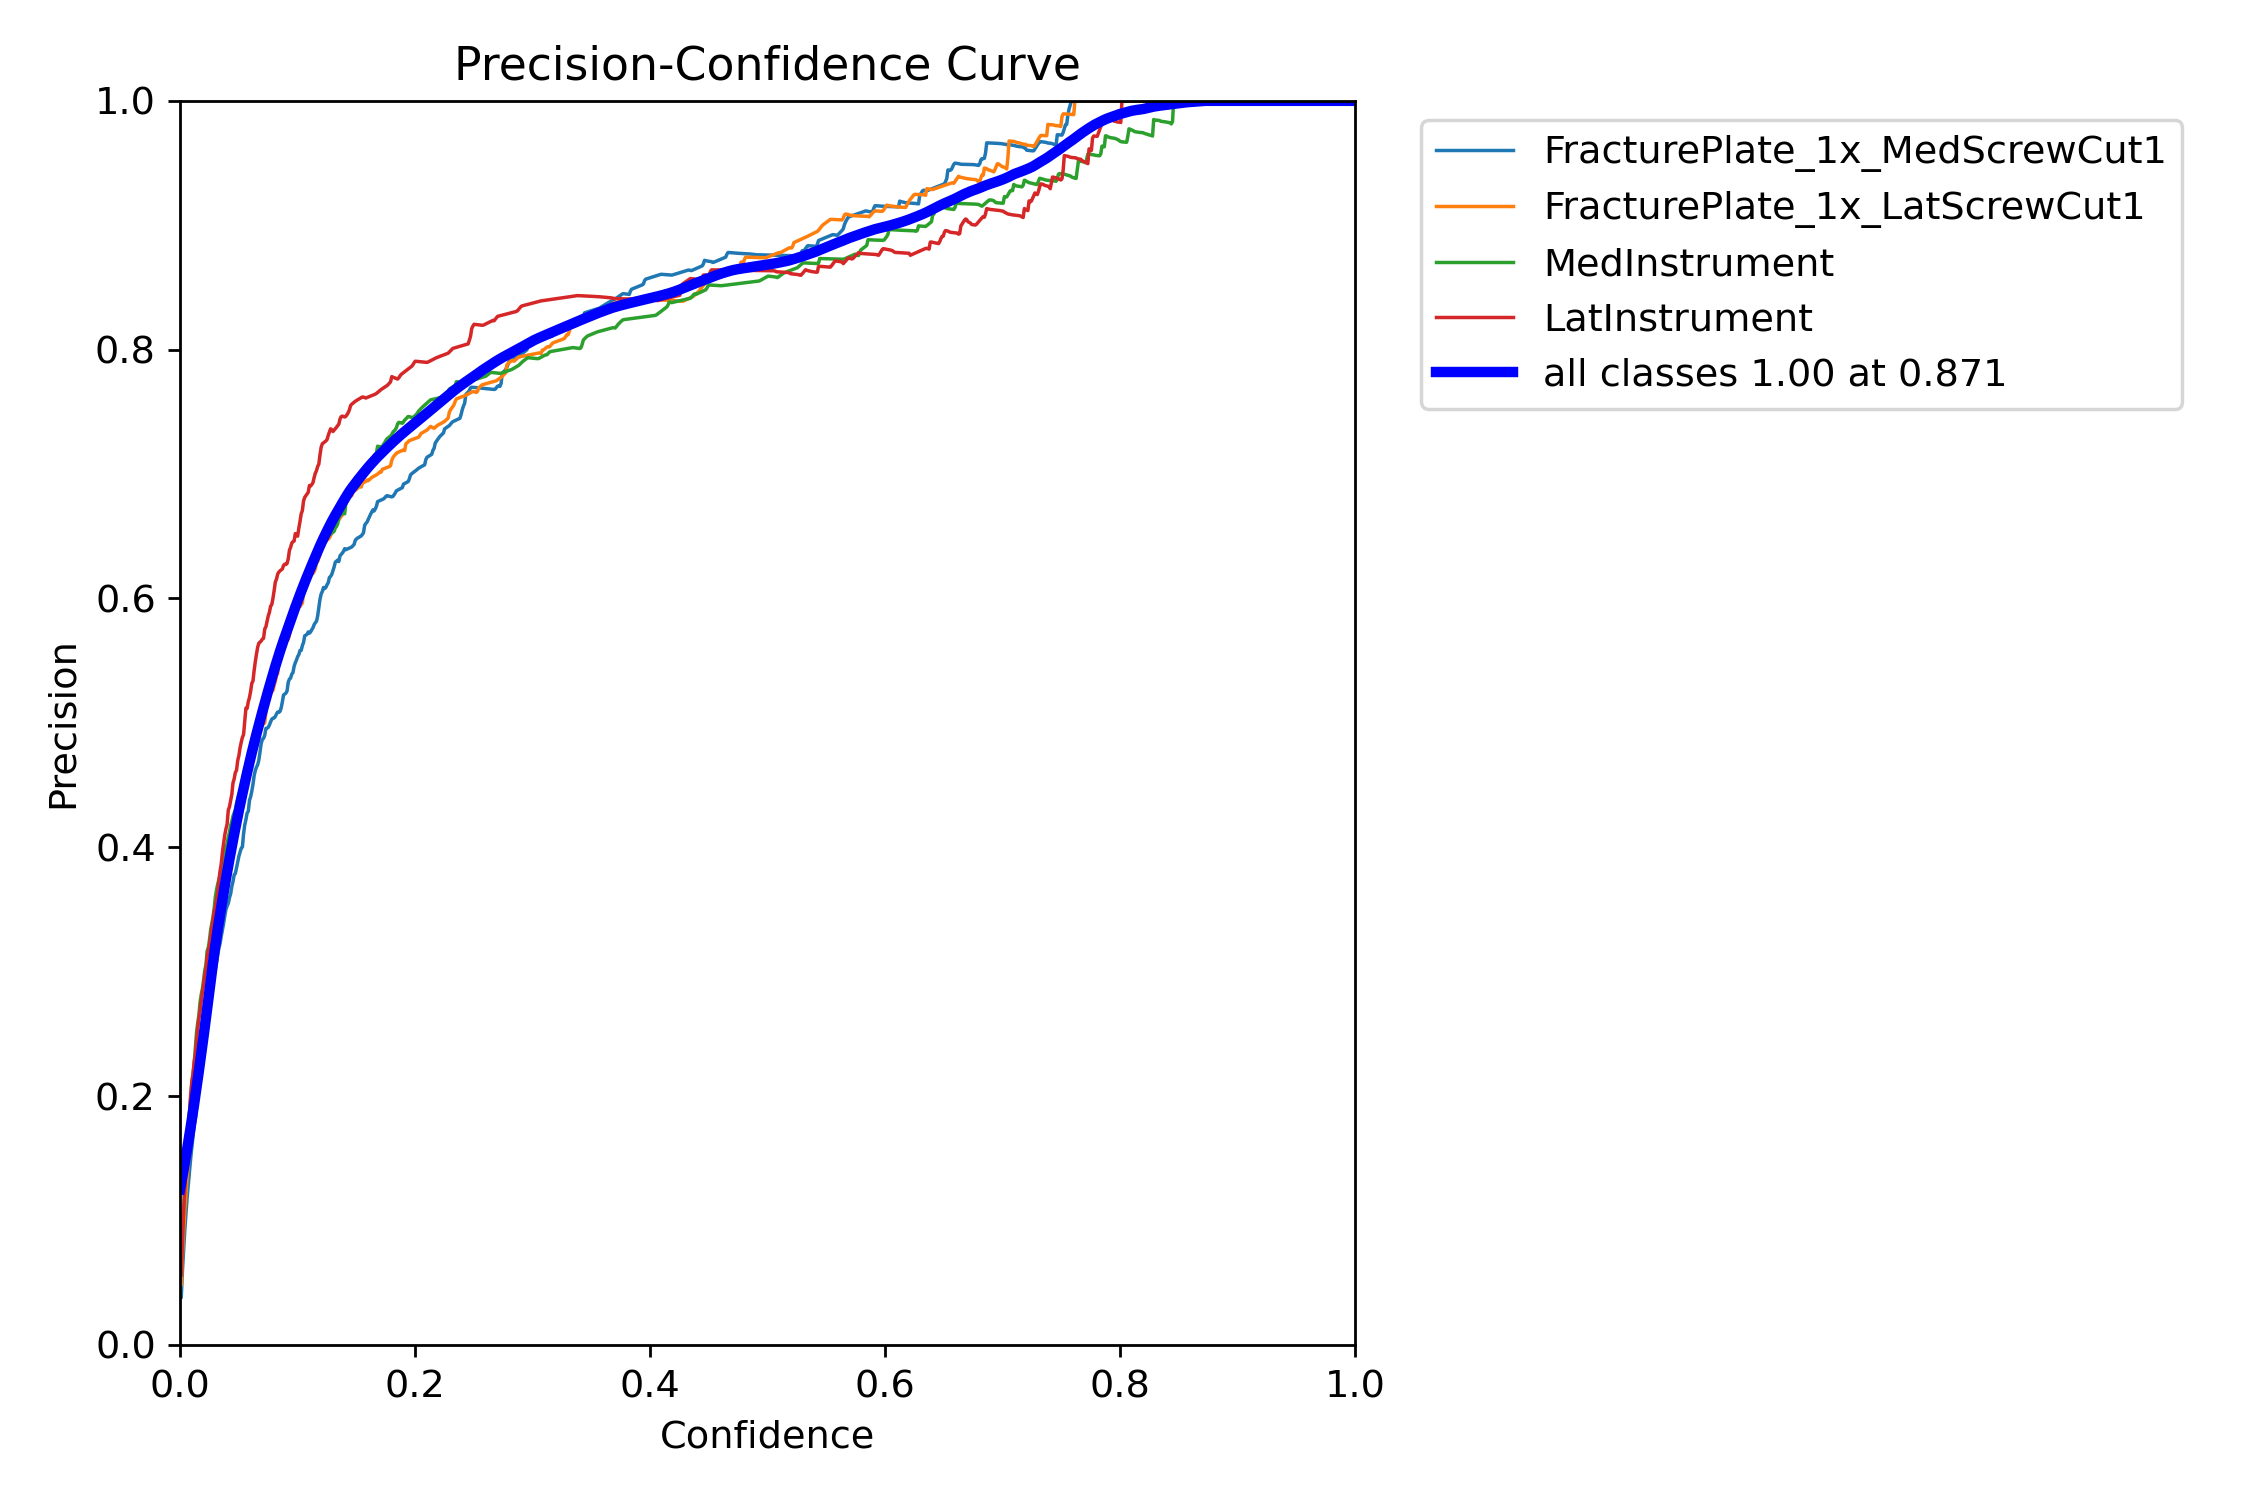 Precision-Confidence Curve
1.0
0.8
0.6
0.4
0.2
0.0
Precision
0.0 0.2 0.4 0.6 0.8 1.0
Confidence
FracturePlate_1x_MedScrewCut1
FracturePlate_1x_LatScrewCut1
MedInstrument
LatInstrument
all classes 1.00 at 0.871